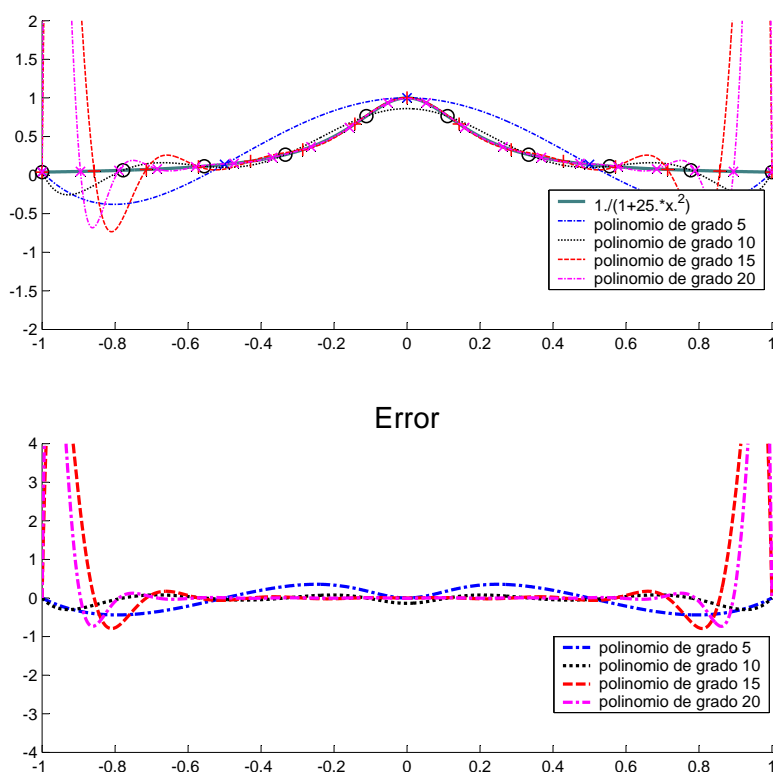 2
1.5
1
0.5
0
-0.5
-1
-1.5
-2
-1 -0.8 -0.6 -0.4 -0.2 0 0.2 0.4 0.6 0.8 1
1./(1+25.*x.²)
polinomio de grado 5
polinomio de grado 10
polinomio de grado 15
polinomio de grado 20
Error
4
3
2
1
0
-1
-2
-3
-4
-1 -0.8 -0.6 -0.4 -0.2 0 0.2 0.4 0.6 0.8 1
polinomio de grado 5
polinomio de grado 10
polinomio de grado 15
polinomio de grado 20